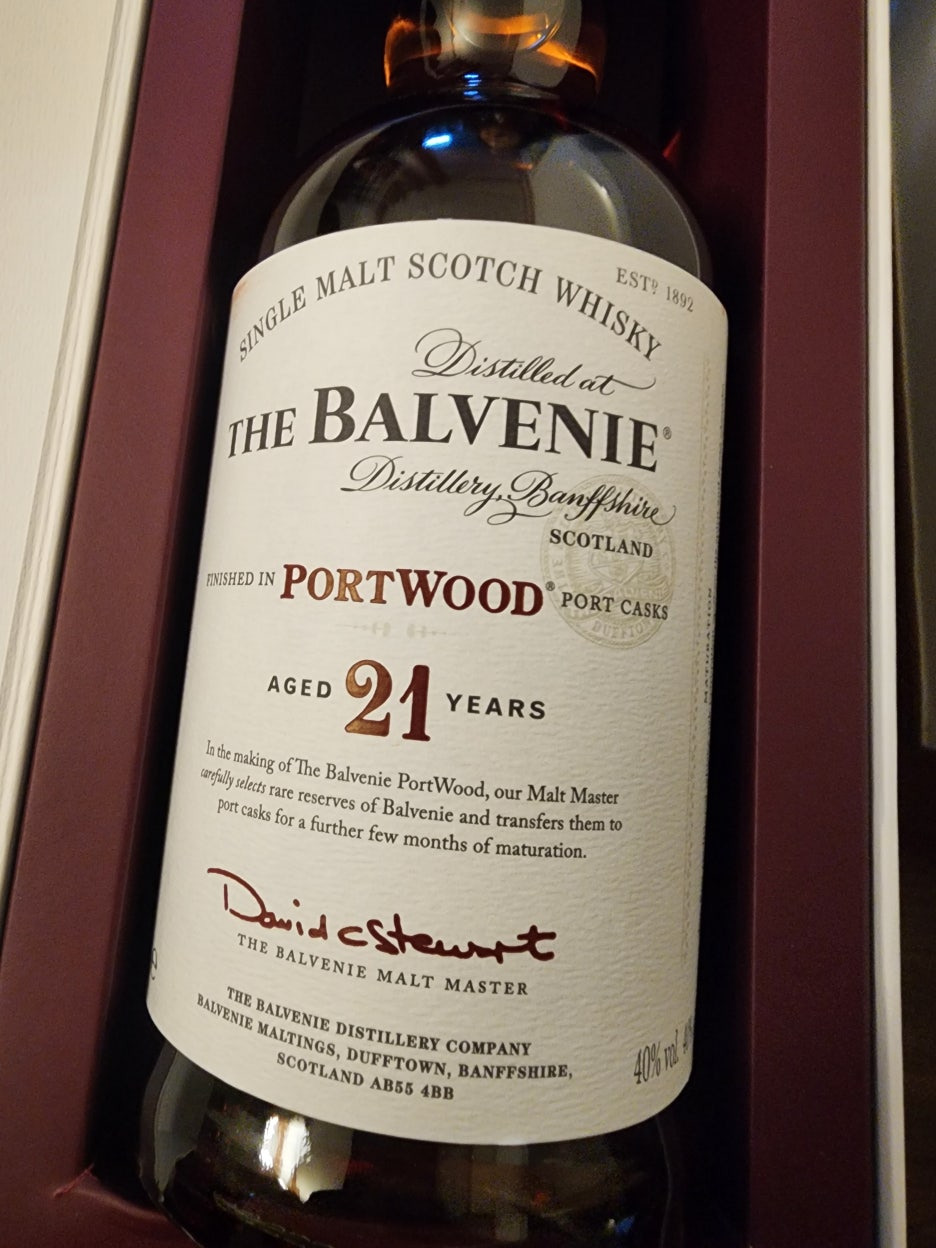 SINGLE MALT SCOTCH WHISKY
ESTD 1892
Distilled at
THE BALVENIE®
Distillery, Banffshire
SCOTLAND
FINISHED IN PORTWOOD® PORT CASKS
AGED 21 YEARS
In the making of The Balvenie PortWood, our Malt Master
carefully selects rare reserves of Balvenie and transfers them to
port casks for a further few months of maturation.
David C Stewart
THE BALVENIE MALT MASTER
THE BALVENIE DISTILLERY COMPANY
BALVENIE MALTINGS, DUFFTOWN, BANFFSHIRE,
SCOTLAND AB55 4BB
40% vol.
MATURATION